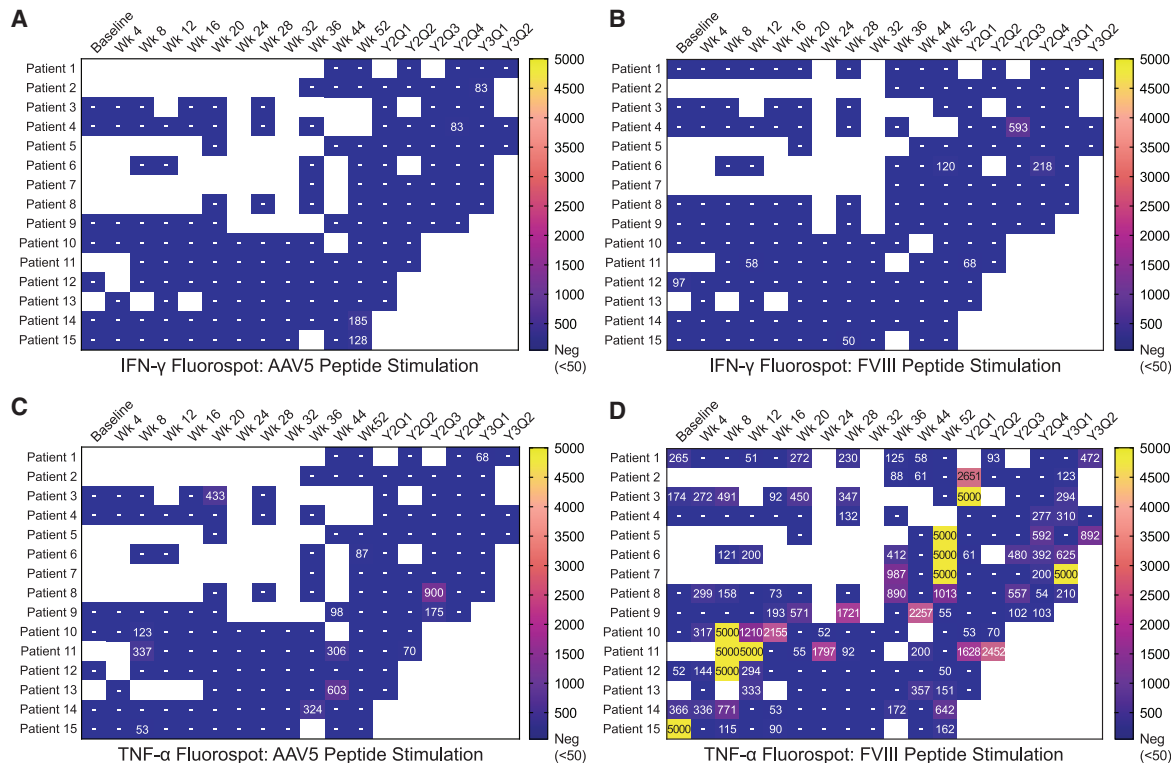 A
Baseline Wk 4 Wk 8 Wk 12 Wk 16 Wk 20 Wk 24 Wk 28 Wk 32 Wk 36 Wk 44 Wk 52 Y2Q1 Y2Q2 Y2Q3 Y2Q4 Y3Q1 Y3Q2
Patient 1 - - - - - -
Patient 2 - - - - - - - 83
Patient 3 - - - - - - - - - -
Patient 4 - - - - - - - - - - - 83 - -
Patient 5 - - - - - - -
Patient 6 - - - - - - - -
Patient 7 - - - - - - -
Patient 8 - - - - - - - - -
Patient 9 - - - - - - - - - - - -
Patient 10 - - - - - - - - - - - - -
Patient 11 - - - - - - - - - - - -
Patient 12 - - - - - - - - - - - -
Patient 13 - - - - - - - - - -
Patient 14 - - - - - - - - - - - 185
Patient 15 - - - - - - - - - - 128
IFN-γ Fluorospot: AAV5 Peptide Stimulation
5000
4500
4000
3500
3000
2500
2000
1500
1000
500
Neg
(<50)
B
Baseline Wk 4 Wk 8 Wk 12 Wk 16 Wk 20 Wk 24 Wk 28 Wk 32 Wk 36 Wk 44 Wk 52 Y2Q1 Y2Q2 Y2Q3 Y2Q4 Y3Q1 Y3Q2
Patient 1 - - - - - - - - - - - - - -
Patient 2 - - - - - - - -
Patient 3 - - - - - - - - - - - - -
Patient 4 - - - - - - - - - - - 593 - - -
Patient 5 - - - - - - - - -
Patient 6 - - - - 120 - - 218 -
Patient 7 - - - - - - - -
Patient 8 - - - - - - - - - - - - - - -
Patient 9 - - - - - - - - - - - - - -
Patient 10 - - - - - - - - - - - - -
Patient 11 - 58 - - - - - - - - 68 -
Patient 12 97 - - - - - - - - - - - -
Patient 13 - - - - - - - - - -
Patient 14 - - - - - - - - - - - -
Patient 15 - - - - - - - 50 - - -
IFN-γ Fluorospot: FVIII Peptide Stimulation
5000
4500
4000
3500
3000
2500
2000
1500
1000
500
Neg
(<50)
C
Baseline Wk 4 Wk 8 Wk 12 Wk 16 Wk 20 Wk 24 Wk 28 Wk 32 Wk 36 Wk 44 Wk52 Y2Q1 Y2Q2 Y2Q3 Y2Q4 Y3Q1 Y3Q2
Patient 1 - - - - 68 -
Patient 2 - - - - - - - -
Patient 3 - - - - 433 - - - - -
Patient 4 - - - - - - - - - - - - - -
Patient 5 - - - - - - -
Patient 6 - - - 87 - - - -
Patient 7 - - - - - - -
Patient 8 - - - - - - 900 - -
Patient 9 - - - - - - 98 - - - 175 -
Patient 10 - - 123 - - - - - - - - - -
Patient 11 337 - - - - - - - 306 - - 70
Patient 12 - - - - - - - - - - - -
Patient 13 - - - - - - - 603 - -
Patient 14 - - - - - - - - - 324 - -
Patient 15 - - 53 - - - - - - - -
TNF-α Fluorospot: AAV5 Peptide Stimulation
5000
4500
4000
3500
3000
2500
2000
1500
1000
500
Neg
(<50)
D
Baseline Wk 4 Wk 8 Wk 12 Wk 16 Wk 20 Wk 24 Wk 28 Wk 32 Wk 36 Wk 44 Wk 52 Y2Q1 Y2Q2 Y2Q3 Y2Q4 Y3Q1 Y3Q2
Patient 1 265 - - 51 - 272 230 125 58 - 93 - - 472
Patient 2 88 61 - 2651 - - - 123
Patient 3 174 272 491 92 450 347 - 5000 - - 294
Patient 4 - - - - - - 132 - - - - - 277 310 -
Patient 5 - - 5000 - - - 592 - 892
Patient 6 121 200 412 - 5000 61 480 392 625
Patient 7 987 - 5000 - - - 200 5000
Patient 8 - 299 158 - 73 - - 890 - 1013 - - 557 54 210
Patient 9 - - - - 193 571 1721 - 2257 55 - - 102 103
Patient 10 - 317 5000 1210 2155 - 52 - - - - 53 70
Patient 11 5000 5000 - 55 1797 92 - 200 - 1628 2452
Patient 12 52 144 5000 294 - - - - - - - 50 -
Patient 13 - 333 - - - - - 357 151 -
Patient 14 366 336 771 - 53 - - - - 172 - 642
Patient 15 5000 - 115 - 90 - - - - - 162
TNF-α Fluorospot: FVIII Peptide Stimulation
5000
4500
4000
3500
3000
2500
2000
1500
1000
500
Neg
(<50)